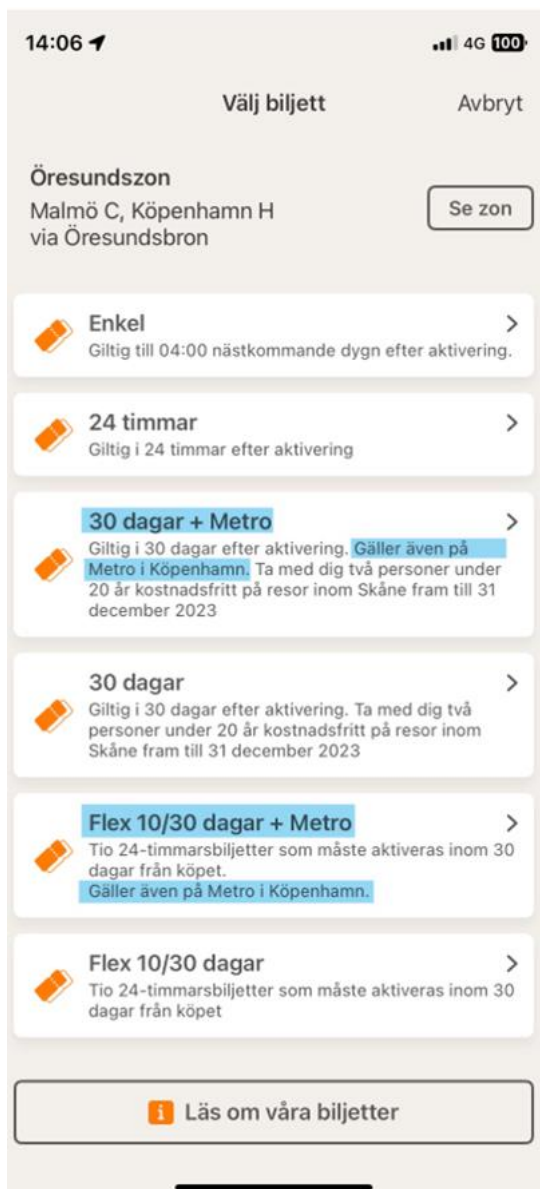 14:06
4G 100
Välj biljett
Avbryt
Öresundszon
Malmö C, Köpenhamn H
via Öresundsbron
Se zon
Enkel
Giltig till 04:00 nästkommande dygn efter aktivering.
24 timmar
Giltig i 24 timmar efter aktivering
30 dagar + Metro
Giltig i 30 dagar efter aktivering. Gäller även på
Metro i Köpenhamn. Ta med dig två personer under
20 år kostnadsfritt på resor inom Skåne fram till 31
december 2023
30 dagar
Giltig i 30 dagar efter aktivering. Ta med dig två
personer under 20 år kostnadsfritt på resor inom
Skåne fram till 31 december 2023
Flex 10/30 dagar + Metro
Tio 24-timmarsbiljetter som måste aktiveras inom 30
dagar från köpet.
Gäller även på Metro i Köpenhamn.
Flex 10/30 dagar
Tio 24-timmarsbiljetter som måste aktiveras inom 30
dagar från köpet
i Läs om våra biljetter